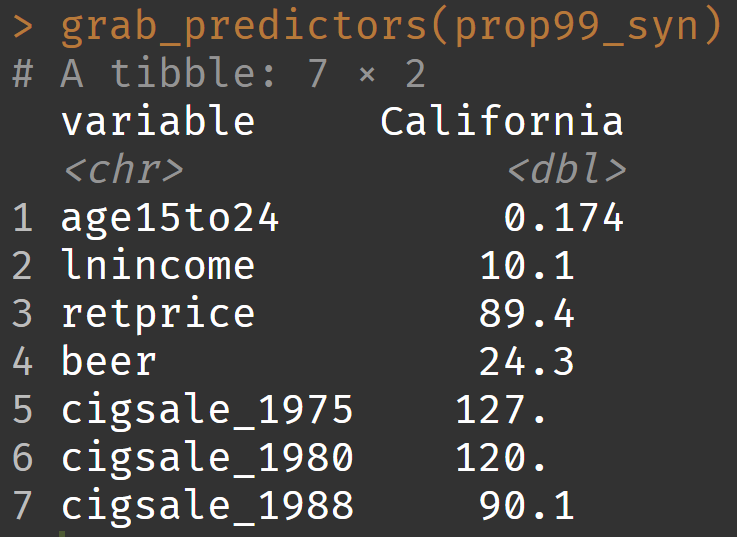 > grab_predictors(prop99_syn)
# A tibble: 7 × 2
  variable     California
  <chr>             <dbl>
1 age15to24         0.174
2 lnincome         10.1
3 retprice         89.4
4 beer             24.3
5 cigsale_1975    127.
6 cigsale_1980    120.
7 cigsale_1988     90.1